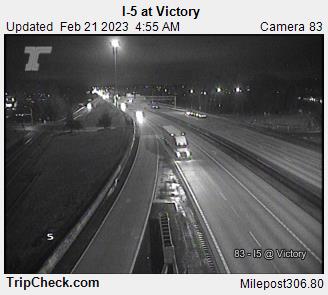 I-5 at Victory
Updated Feb 21 2023 4:55 AM Camera 83
T
S
83 - I5 @ Victory
TripCheck.com Milepost306.80